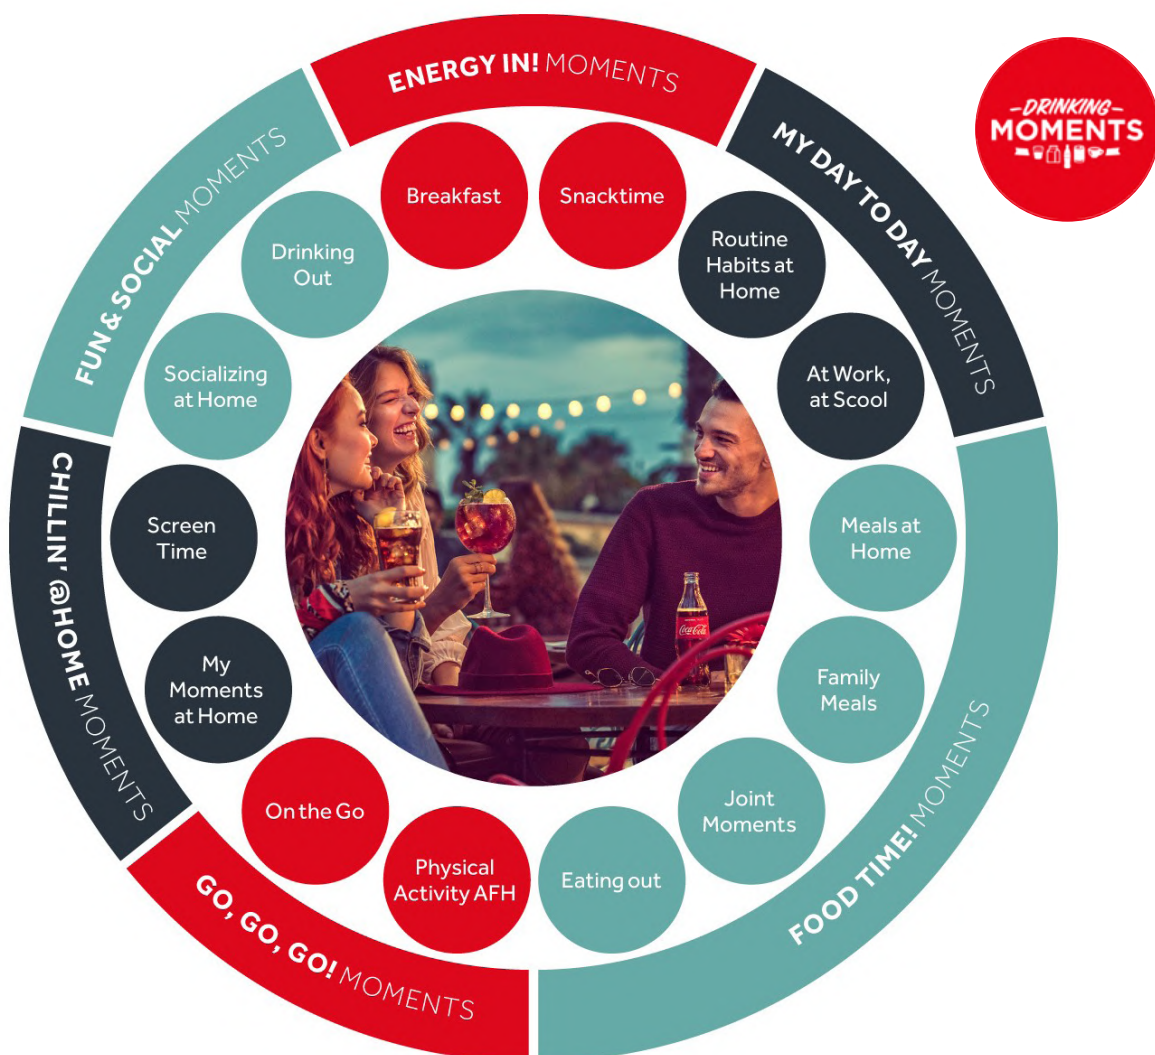 ENERGY IN! MOMENTS
Breakfast
Snacktime
MY DAY TO DAY MOMENTS
Routine
Habits at
Home
At Work,
at Scool
FOOD TIME! MOMENTS
Meals at
Home
Family
Meals
Joint
Moments
Eating out
GO, GO, GO! MOMENTS
Physical
Activity AFH
On the Go
CHILLIN' @HOME MOMENTS
My
Moments
at Home
Screen
Time
FUN & SOCIAL MOMENTS
Socializing
at Home
Drinking
Out
-DRINKING-
MOMENTS
Coca-Cola